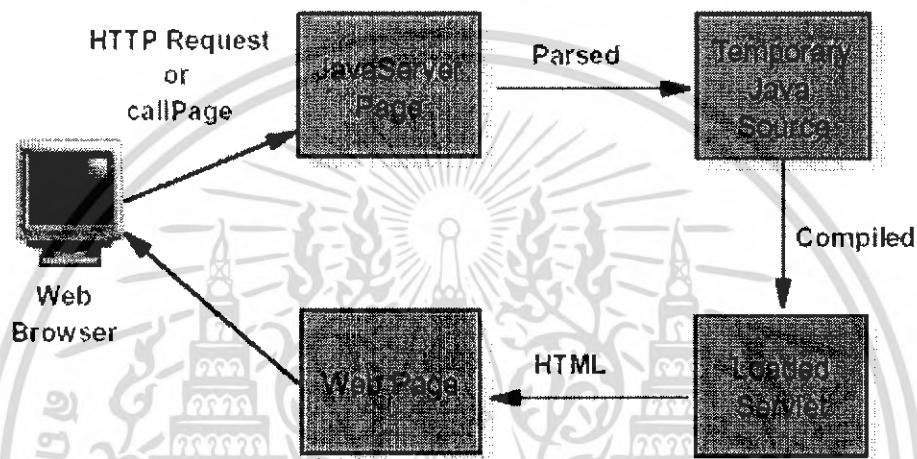 HTTP Request
or
callPage
JavaServer
Page
Parsed
Temporary
Java
Source
Compiled
Loaded
Servlet
HTML
Web Page
Web
Browser